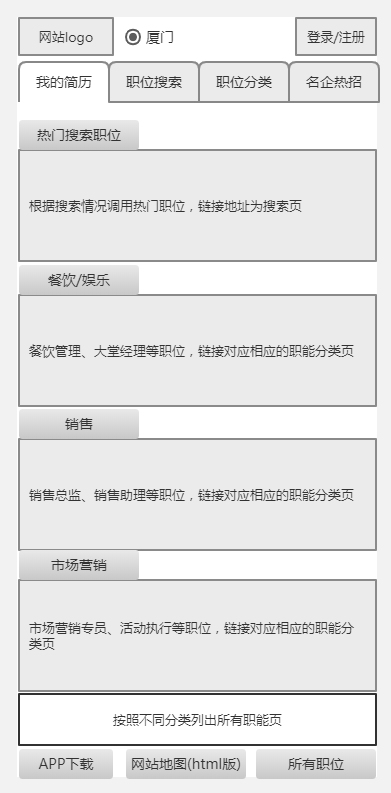 网站logo
厦门
登录/注册
我的简历
职位搜索
职位分类
名企热招
热门搜索职位
根据搜索情况调用热门职位，链接地址为搜索页
餐饮/娱乐
餐饮管理、大堂经理等职位，链接对应相应的职能分类页
销售
销售总监、销售助理等职位，链接对应相应的职能分类页
市场营销
市场营销专员、活动执行等职位，链接对应相应的职能分
类页
按照不同分类列出所有职能页
APP下载
网站地图(html版)
所有职位